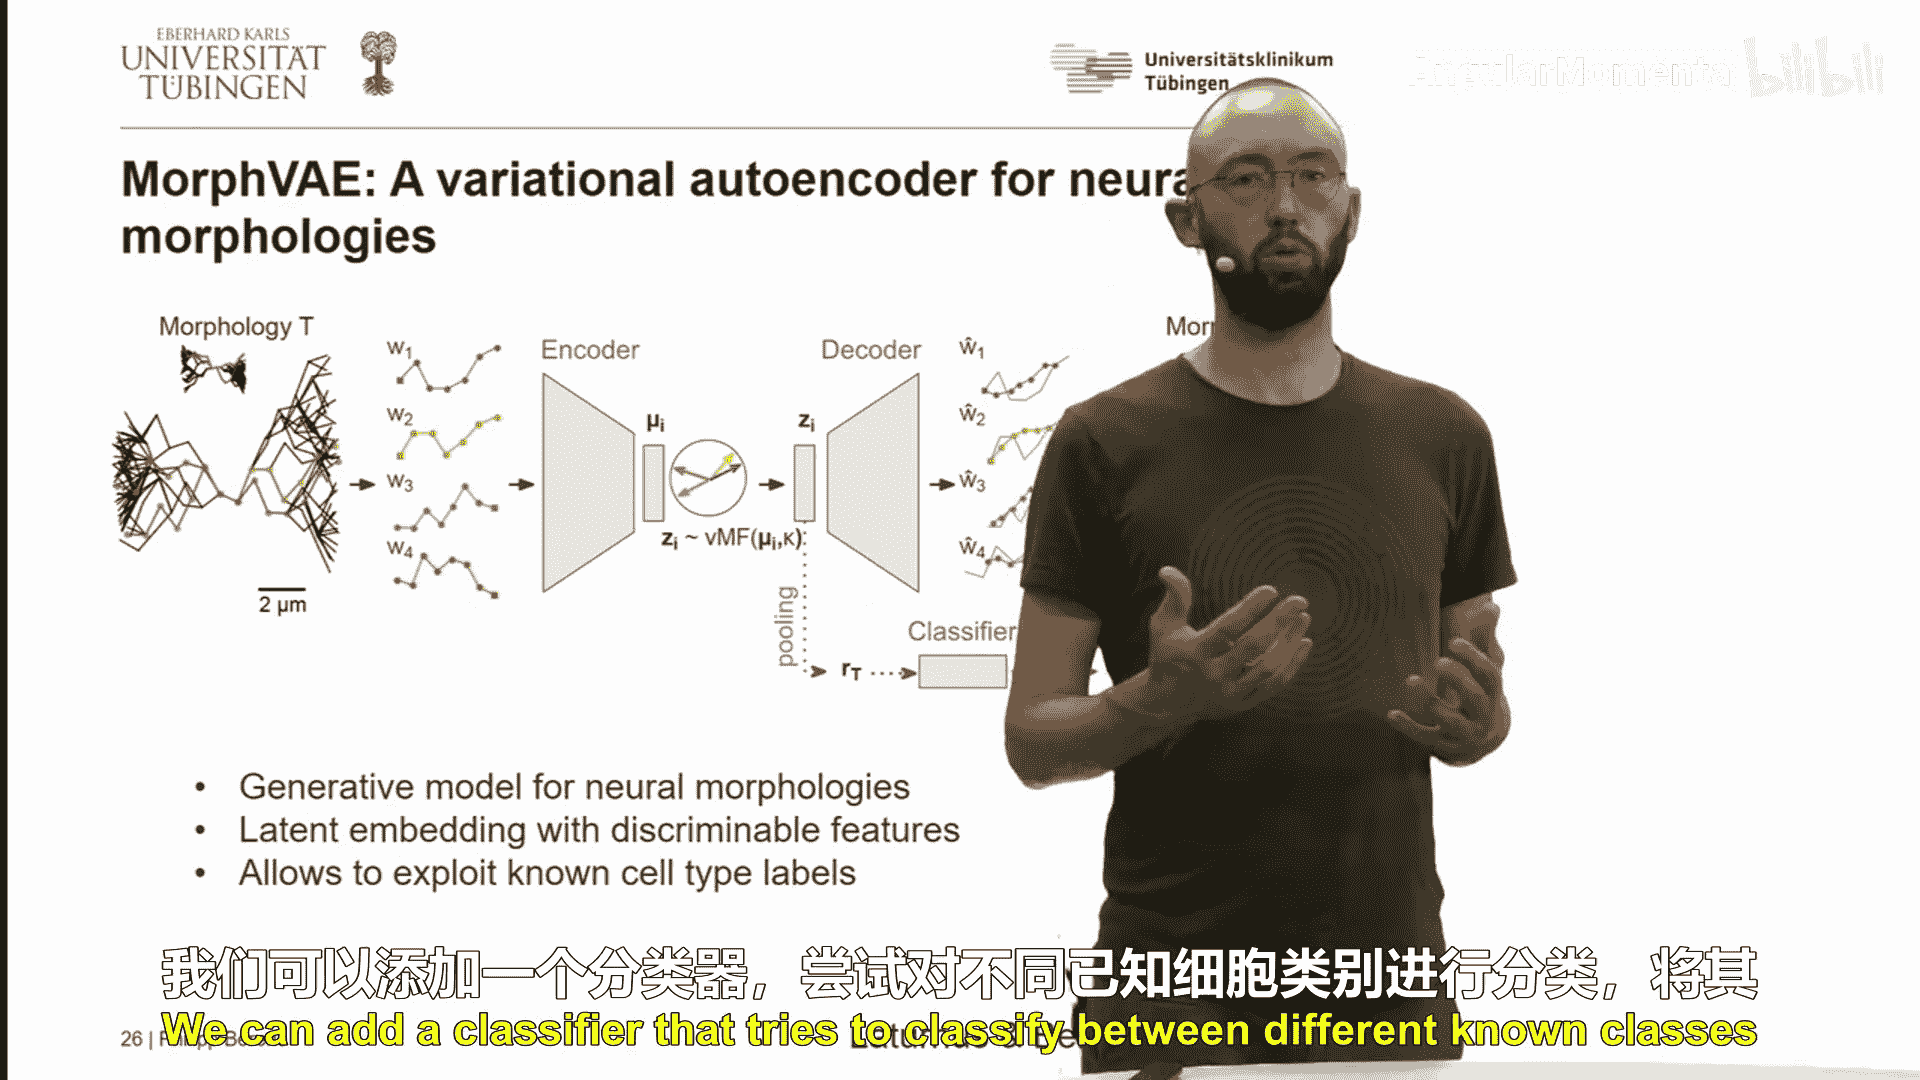 EBERHARD KARLS
UNIVERSITÄT
TÜBINGEN
Universitätsklinikum
Tübingen
AngularMomenta bilibili
MorphVAE: A variational autoencoder for neura
morphologies
Morphology T
w1
w2
w3
w4
2 µm
Encoder
µi
zi ~ vMF(µi,κ)
zi
Decoder
ŵ1
ŵ2
ŵ3
ŵ4
Mor
pooling
rT
Classifier
• Generative model for neural morphologies
• Latent embedding with discriminable features
• Allows to exploit known cell type labels
我们可以添加一个分类器，尝试对不同已知细胞类别进行分类，将其
We can add a classifier that tries to classify between different known classes
26 |